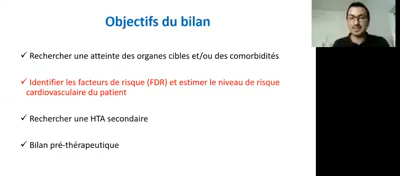 Objectifs du bilan
✓ Rechercher une atteinte des organes cibles et/ou des comorbidités
✓ Identifier les facteurs de risque (FDR) et estimer le niveau de risque
cardiovasculaire du patient
✓ Rechercher une HTA secondaire
✓ Bilan pré-thérapeutique